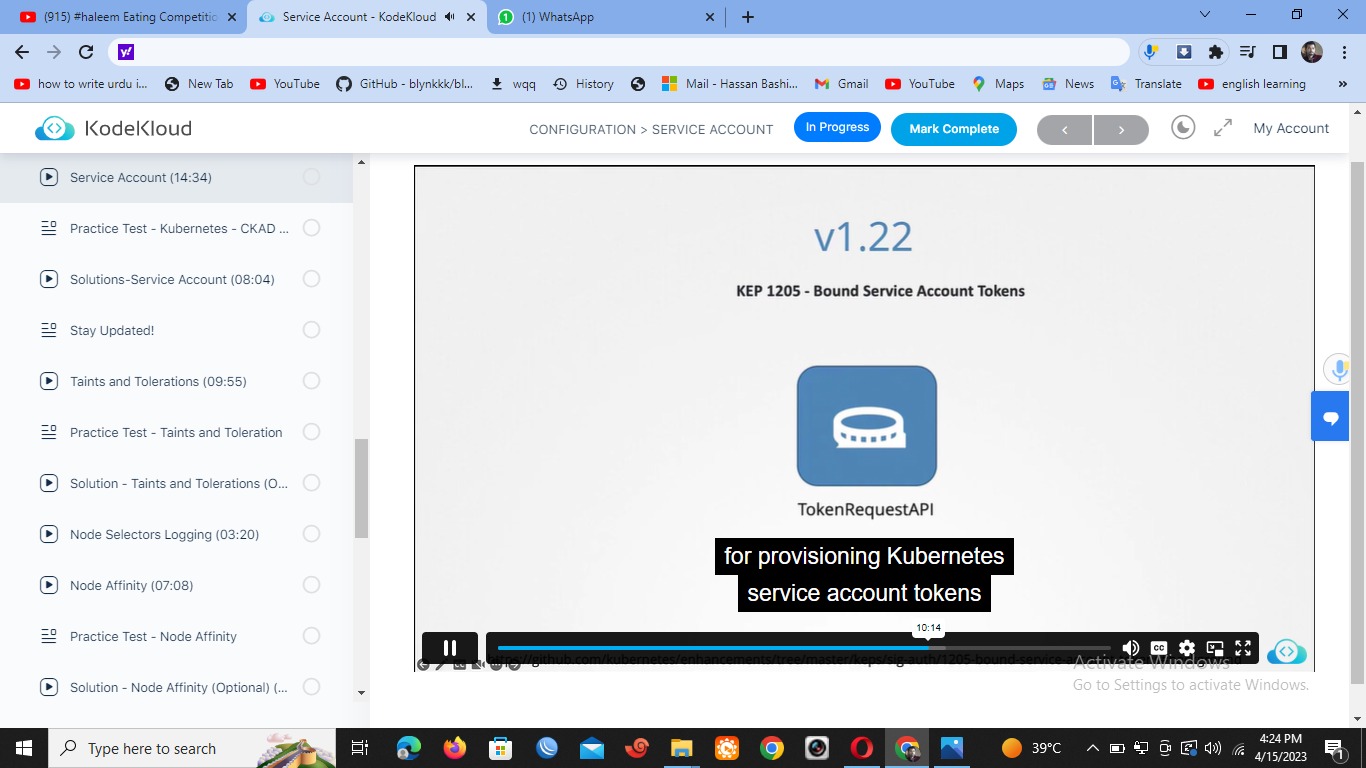 (915) #haleem Eating Competitio
Service Account - KodeKloud
(1) WhatsApp
how to write urdu i...
New Tab
YouTube
GitHub - blynkkk/bl...
wqq
History
Mail - Hassan Bashi...
Gmail
YouTube
Maps
News
Translate
english learning
»
KodeKloud
CONFIGURATION > SERVICE ACCOUNT
In Progress
Mark Complete
<
>
My Account
Service Account (14:34)
Practice Test - Kubernetes - CKAD ...
Solutions-Service Account (08:04)
Stay Updated!
Taints and Tolerations (09:55)
Practice Test - Taints and Toleration
Solution - Taints and Tolerations (O...
Node Selectors Logging (03:20)
Node Affinity (07:08)
Practice Test - Node Affinity
Solution - Node Affinity (Optional) (...
v1.22
KEP 1205 - Bound Service Account Tokens
TokenRequestAPI
for provisioning Kubernetes
service account tokens
10:14
CC
//github.com/kubernetes/enhancements/tree/master/keps/sig-auth/1205-bound-service-a
Activate Windows
Go to Settings to activate Windows.
Type here to search
39°C
4:24 PM
4/15/2023
1